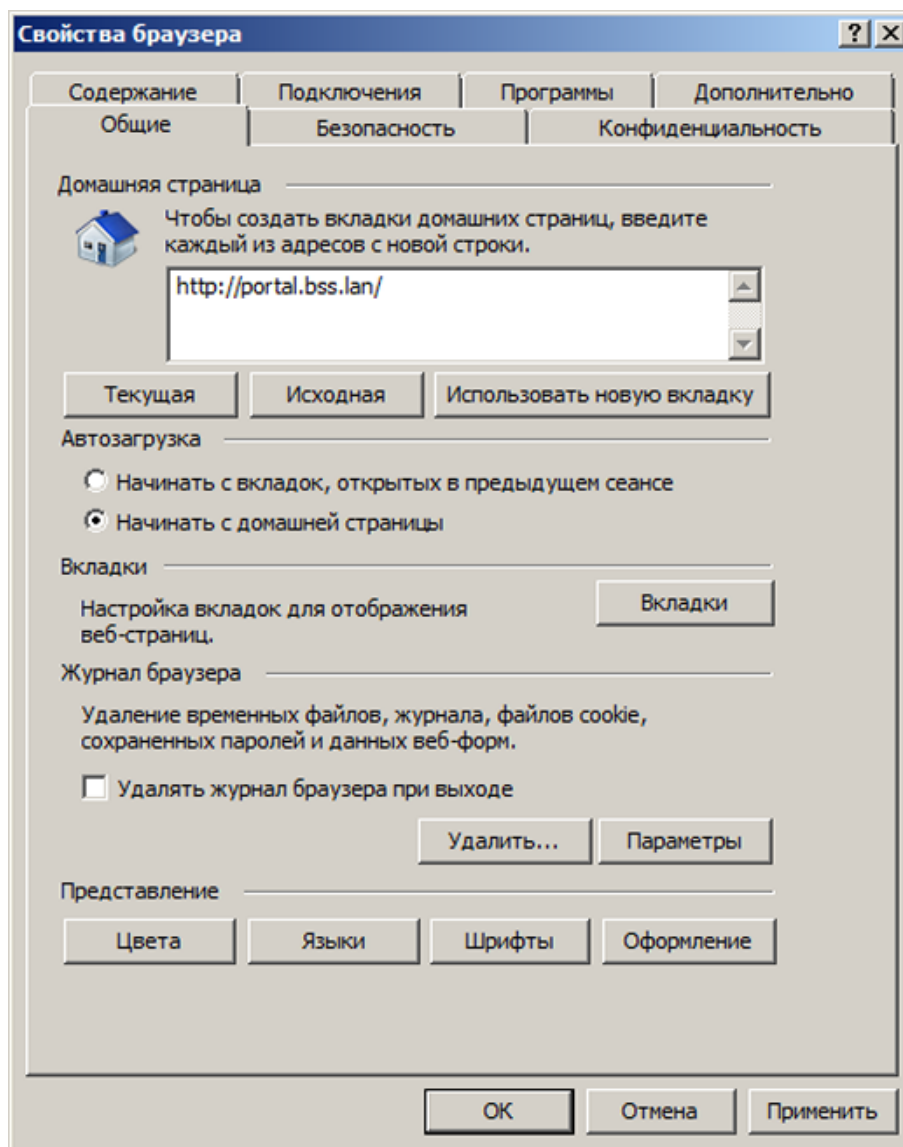 Свойства браузера
Содержание Подключения Программы Дополнительно
Общие Безопасность Конфиденциальность
Домашняя страница
Чтобы создать вкладки домашних страниц, введите
каждый из адресов с новой строки.
http://portal.bss.lan/
Текущая Исходная Использовать новую вкладку
Автозагрузка
Начинать с вкладок, открытых в предыдущем сеансе
Начинать с домашней страницы
Вкладки
Настройка вкладок для отображения
веб-страниц.
Вкладки
Журнал браузера
Удаление временных файлов, журнала, файлов cookie,
сохраненных паролей и данных веб-форм.
Удалять журнал браузера при выходе
Удалить... Параметры
Представление
Цвета Языки Шрифты Оформление
ОК Отмена Применить